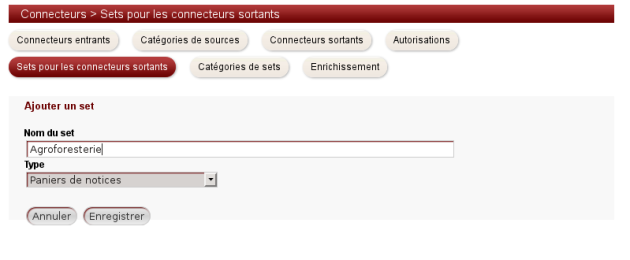 Connecteurs > Sets pour les connecteurs sortants
Connecteurs entrants Catégories de sources Connecteurs sortants Autorisations
Sets pour les connecteurs sortants Catégories de sets Enrichissement
Ajouter un set
Nom du set
Agroforesterie
Type
Paniers de notices
Annuler Enregistrer